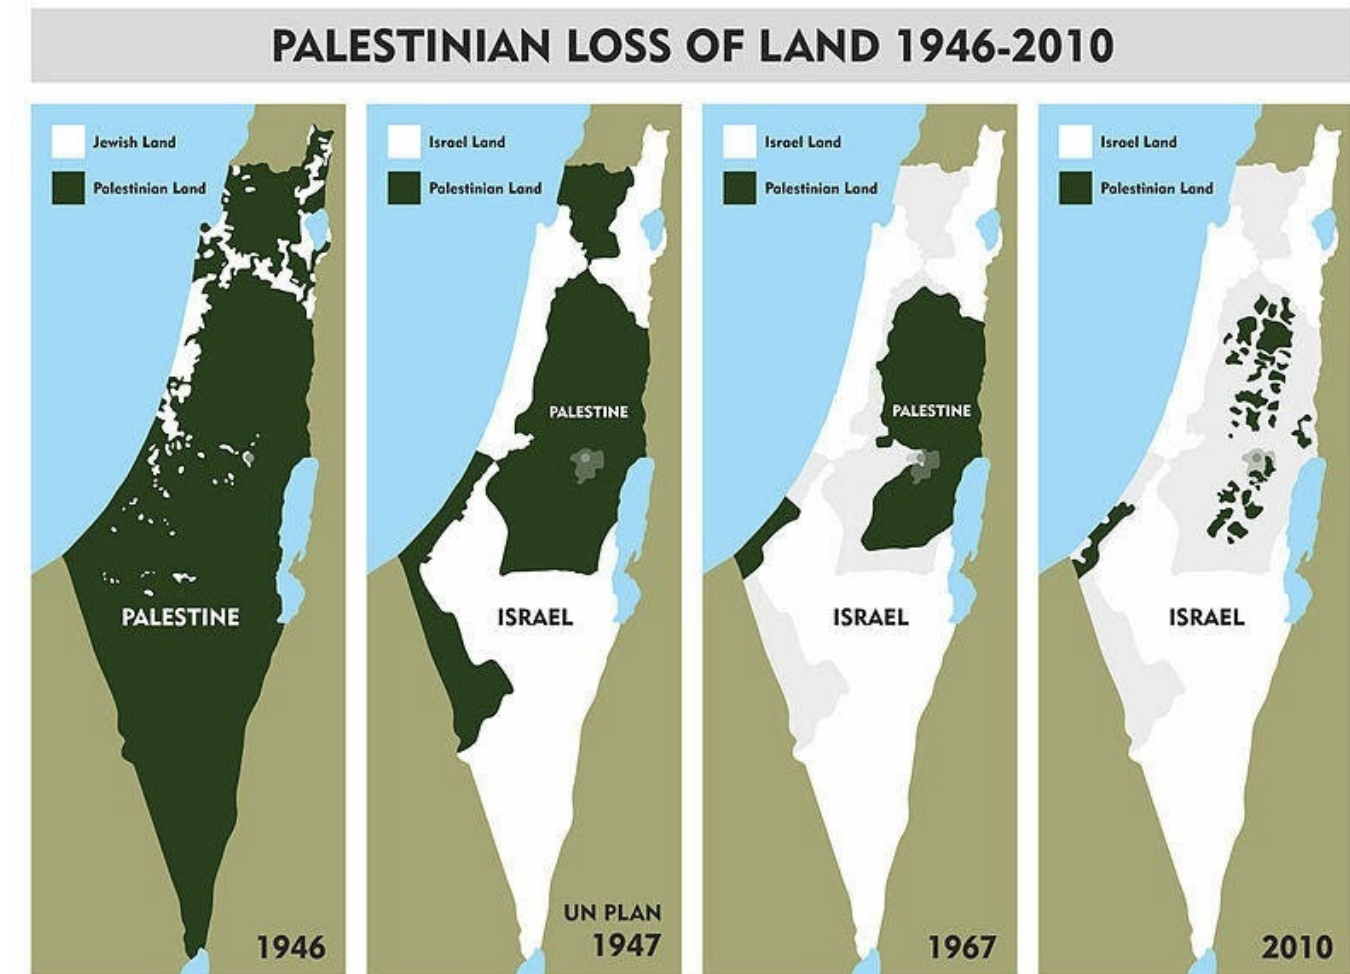 PALESTINIAN LOSS OF LAND 1946-2010
Jewish Land
Palestinian Land
PALESTINE
1946
Israel Land
Palestinian Land
PALESTINE
ISRAEL
UN PLAN
1947
Israel Land
Palestinian Land
PALESTINE
ISRAEL
1967
Israel Land
Palestinian Land
ISRAEL
2010